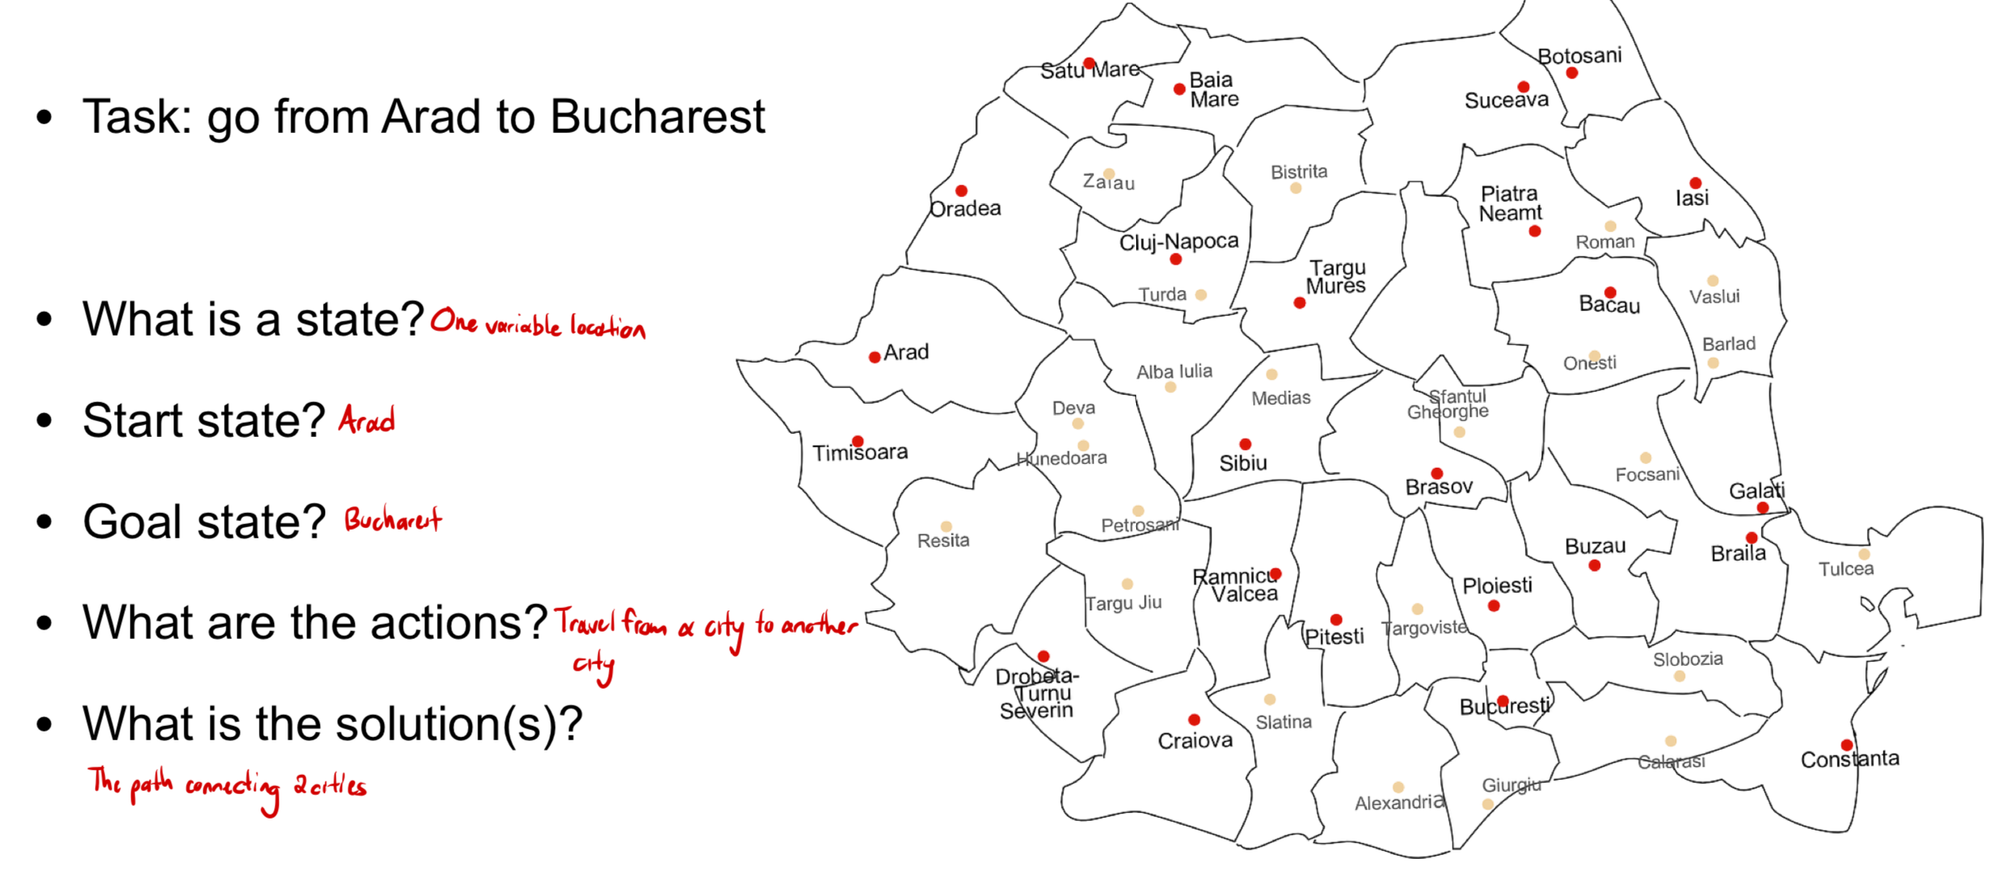 • Task: go from Arad to Bucharest
• What is a state? One variable location
• Start state? Arad
• Goal state? Bucharest
• What are the actions? Travel from a city to another
city
• What is the solution(s)?
The path connecting 2 cities
Satu Mare
Baia
Mare
Botosani
Suceava
Zalau
Bistrita
Oradea
Piatra
Neamt
Iasi
Roman
Cluj-Napoca
Turda
Targu
Mures
Bacau
Vaslui
Arad
Alba Iulia
Medias
Onesti
Barlad
Deva
Sfantul
Gheorghe
Timisoara
Hunedoara
Sibiu
Brasov
Focsani
Galati
Resita
Petrosani
Buzau
Braila
Tulcea
Targu Jiu
Ramnicu
Valcea
Pitesti
Targoviste
Ploiesti
Slobozia
Drobeta-
Turnu
Severin
Craiova
Slatina
Bucuresti
Calarasi
Constanta
Alexandria
Giurgiu